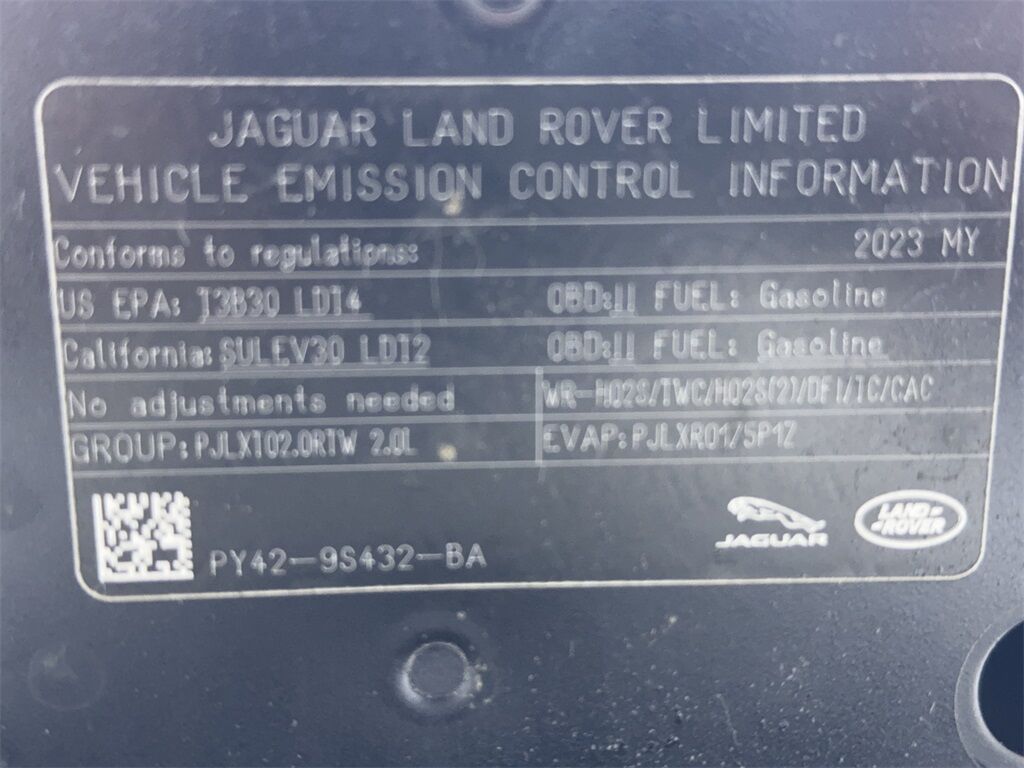 JAGUAR LAND ROVER LIMITED
VEHICLE EMISSION CONTROL INFORMATION
Conforms to regulations: 2023 MY
US EPA: T3B30 LDT4 OBD:II FUEL: Gasoline
California: SULEV30 LDT2 OBD:II FUEL: Gasoline
No adjustments needed WR-HO2S/TWC/HO2S(2)/DFI/TC/CAC
GROUP: PJLXT02.0RTW 2.0L EVAP: PJLXR01/5P1Z
PY42-9S432-BA
JAGUAR
LAND ROVER